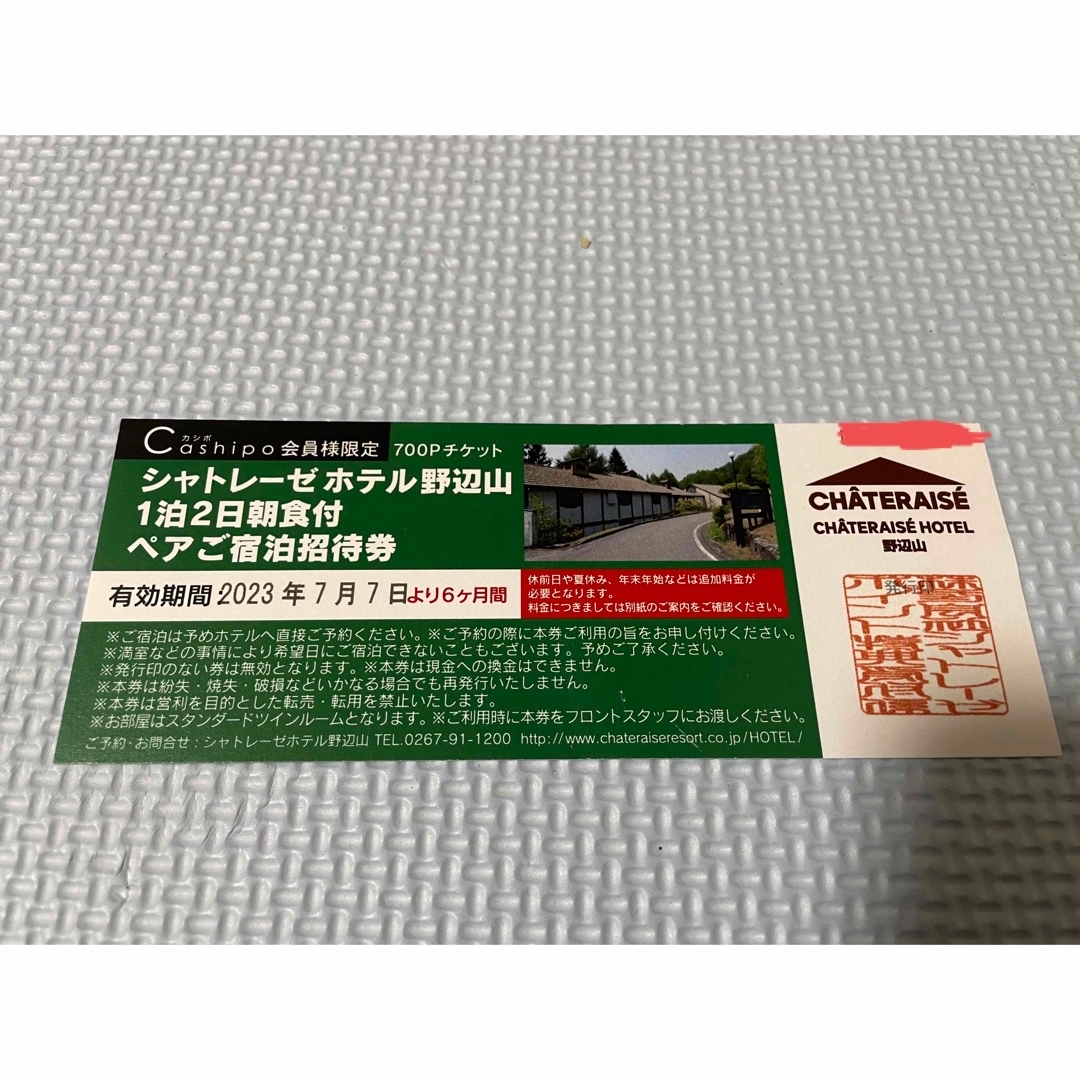 Cashipo会員様限定 700Pチケット
カシポ
シャトレーゼ ホテル 野辺山
1泊2日朝食付
ペアご宿泊招待券
有効期間:2023年7月7日より6ヶ月間
休前日や夏休み、年末年始などは追加料金が
必要となります。
料金につきましては別紙のご案内をご確認ください。
※ご宿泊は予めホテルへ直接ご予約ください。※ご予約の際に本券ご利用の旨をお申し付けください。
※満室などの事情により希望日にご宿泊できないこともございます。予めご了承ください。
※発行印のない券は無効となります。※本券は現金への換金はできません。
※本券は紛失・焼失・破損などいかなる場合でも再発行いたしません。
※本券は営利を目的とした転売・転用を禁止いたします。
※お部屋はスタンダードツインルームとなります。※ご利用時に本券をフロントスタッフにお渡しください。
ご予約・お問合せ:シャトレーゼホテル野辺山 TEL.0267-91-1200 http://www.chateraiseresort.co.jp/HOTEL/
CHÂTERAISÉ
CHÂTERAISÉ HOTEL
野辺山
発行印